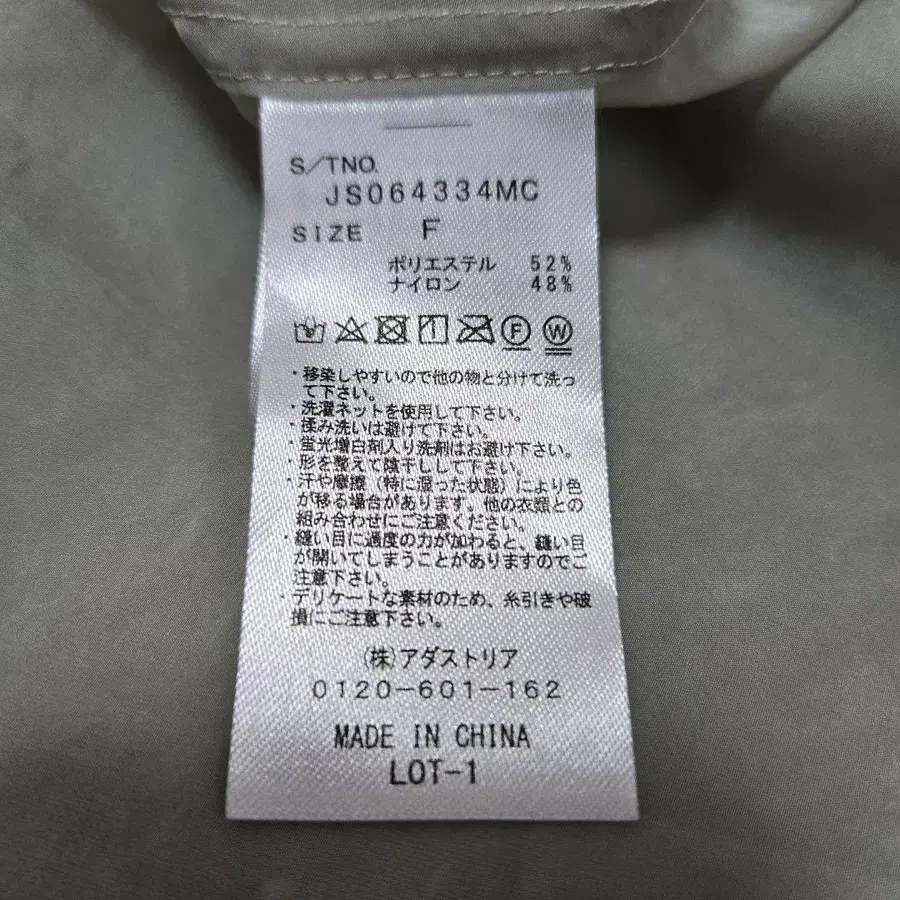 S/TNO.
JS064334MC
SIZE F
ポリエステル 52%
ナイロン 48%
F W
・移染しやすいので他の物と分けて洗っ
て下さい。
・洗濯ネットを使用して下さい。
・揉み洗いは避けて下さい。
・蛍光増白剤入り洗剤はお避け下さい。
・形を整えて陰干しして下さい。
・汗や摩擦（特に湿った状態）により色
が移る場合があります。他の衣類との
組み合わせにご注意ください。
・縫い目に過度の力が加わると、縫い目
が開いてしまうことがありますのでご
注意下さい。
・デリケートな素材のため、糸引きや破
損にご注意下さい。
(株)アダストリア
0120-601-162
MADE IN CHINA
LOT-1